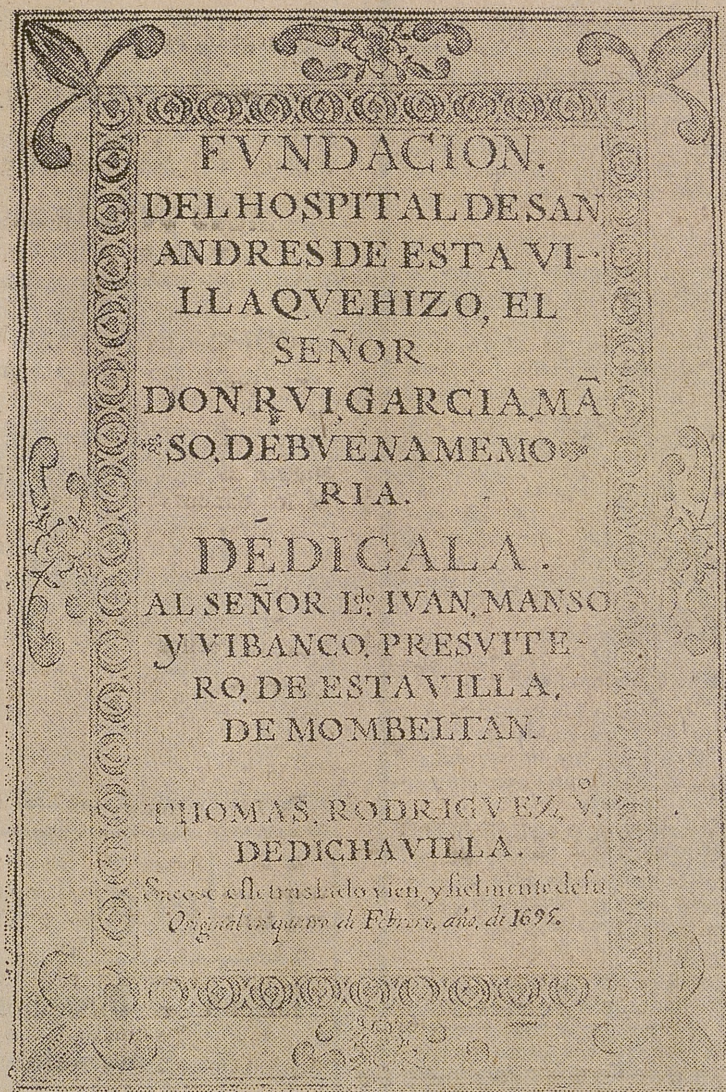 FVNDACION.
DEL HOSPITAL DE SAN
ANDRES DE ESTA VI-
LLA QVE HIZO, EL
SEÑOR
DON. RVI. GARCIA, MÃ
SO, DE BVENA MEMO
RIA.
DÉDICALA.
AL SEÑOR Ldo. IVAN, MANSO
Y VIBANCO, PRESVITE-
RO, DE ESTA VILLA,
DE MOMBELTAN.
THOMAS, RODRIGVEZ, Vº.
DE DICHA VILLA.
Sacose este traslado vien, y fielmente de su
Original en quatro de Febrero, año, de 1695.